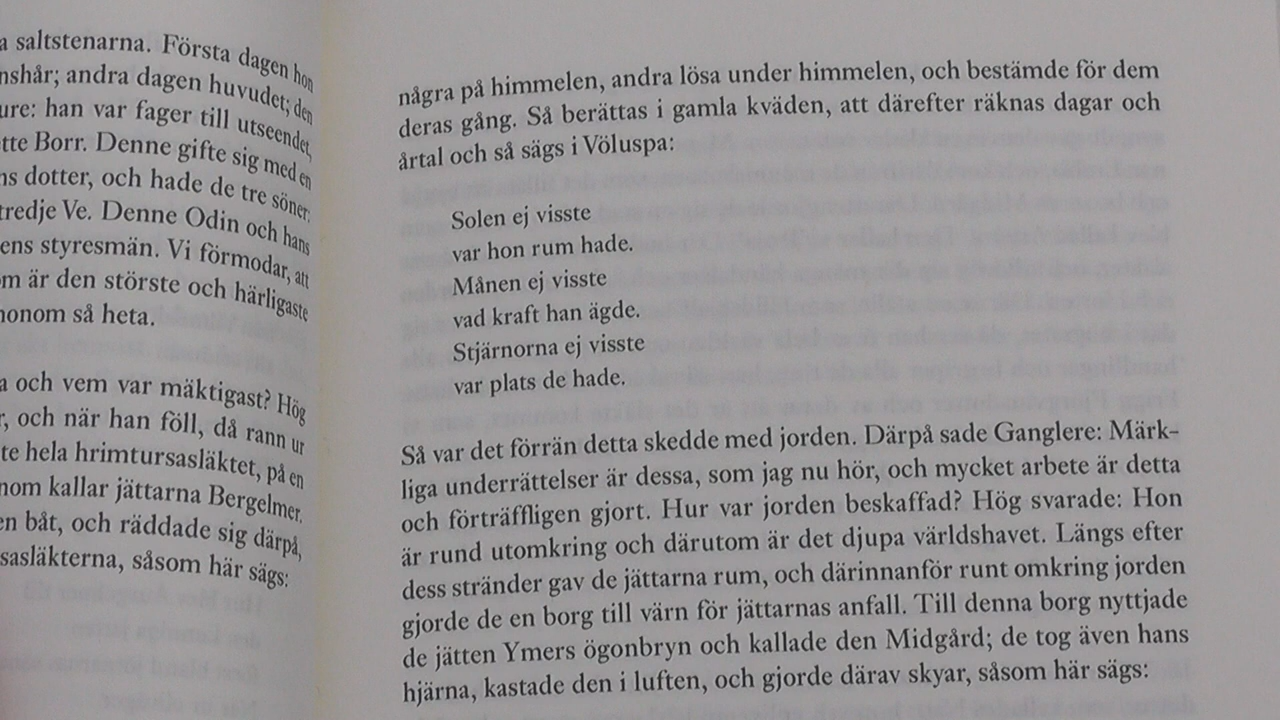 saltstenarna. Första dagen hon
andra dagen huvudet; den
han var fager till utseendet,
Borr. Denne gifte sig med en
dotter, och hade de tre söner:
tredje Ve. Denne Odin och hans
styresmän. Vi förmodar, att
är den störste och härligaste
honom så heta.
och vem var mäktigast? Hög
och när han föll, då rann ur
hela hrimtursasläktet, på en
kallar jättarna Bergelmer.
båt, och räddade sig därpå,
såsom här sägs:
några på himmelen, andra lösa under himmelen, och bestämde för dem
deras gång. Så berättas i gamla kväden, att därefter räknas dagar och
årtal och så sägs i Völuspa:
Solen ej visste
var hon rum hade.
Månen ej visste
vad kraft han ägde.
Stjärnorna ej visste
var plats de hade.
Så var det förrän detta skedde med jorden. Därpå sade Ganglere: Märk-
liga underrättelser är dessa, som jag nu hör, och mycket arbete är detta
och förträffligen gjort. Hur var jorden beskaffad? Hög svarade: Hon
är rund utomkring och därutom är det djupa världshavet. Längs efter
dess stränder gav de jättarna rum, och därinnanför runt omkring jorden
gjorde de en borg till värn för jättarnas anfall. Till denna borg nyttjade
de jätten Ymers ögonbryn och kallade den Midgård; de tog även hans
hjärna, kastade den i luften, och gjorde därav skyar, såsom här sägs: